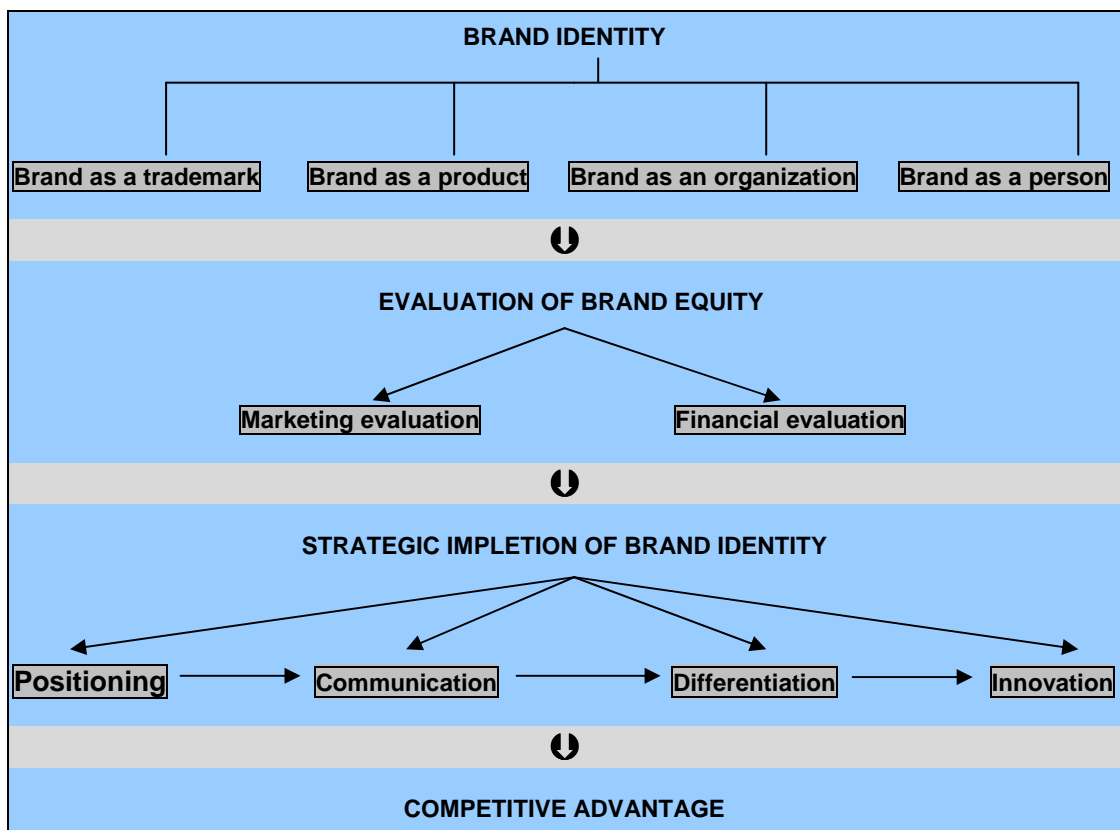 BRAND IDENTITY
Brand as a trademark
Brand as a product
Brand as an organization
Brand as a person
EVALUATION OF BRAND EQUITY
Marketing evaluation
Financial evaluation
STRATEGIC IMPLETION OF BRAND IDENTITY
Positioning
Communication
Differentiation
Innovation
COMPETITIVE ADVANTAGE